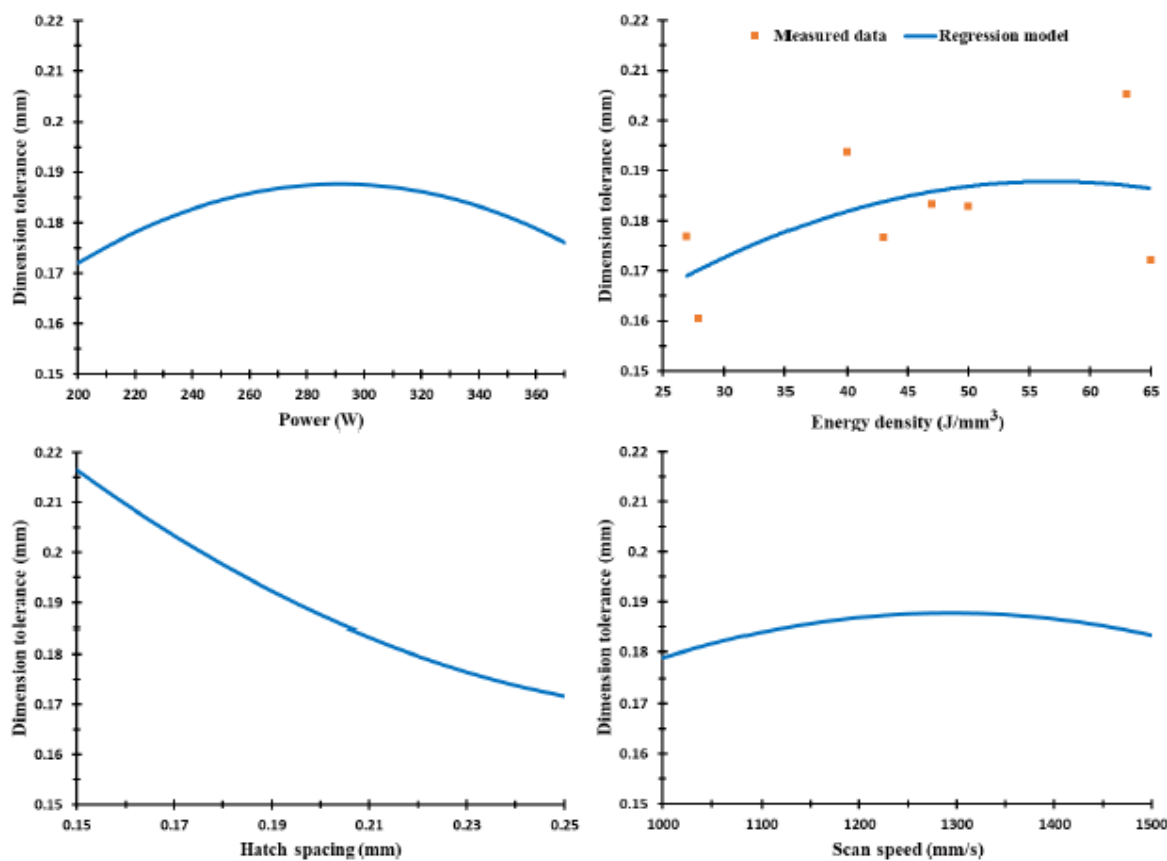 Dimension tolerance (mm)
0.22
0.21
0.2
0.19
0.18
0.17
0.16
0.15
200 220 240 260 280 300 320 340 360
Power (W)
Measured data Regression model
Dimension tolerance (mm)
0.22
0.21
0.2
0.19
0.18
0.17
0.16
0.15
25 30 35 40 45 50 55 60 65
Energy density (J/mm³)
Dimension tolerance (mm)
0.22
0.21
0.2
0.19
0.18
0.17
0.16
0.15
0.15 0.17 0.19 0.21 0.23 0.25
Hatch spacing (mm)
Dimension tolerance (mm)
0.22
0.21
0.2
0.19
0.18
0.17
0.16
0.15
1000 1100 1200 1300 1400 1500
Scan speed (mm/s)